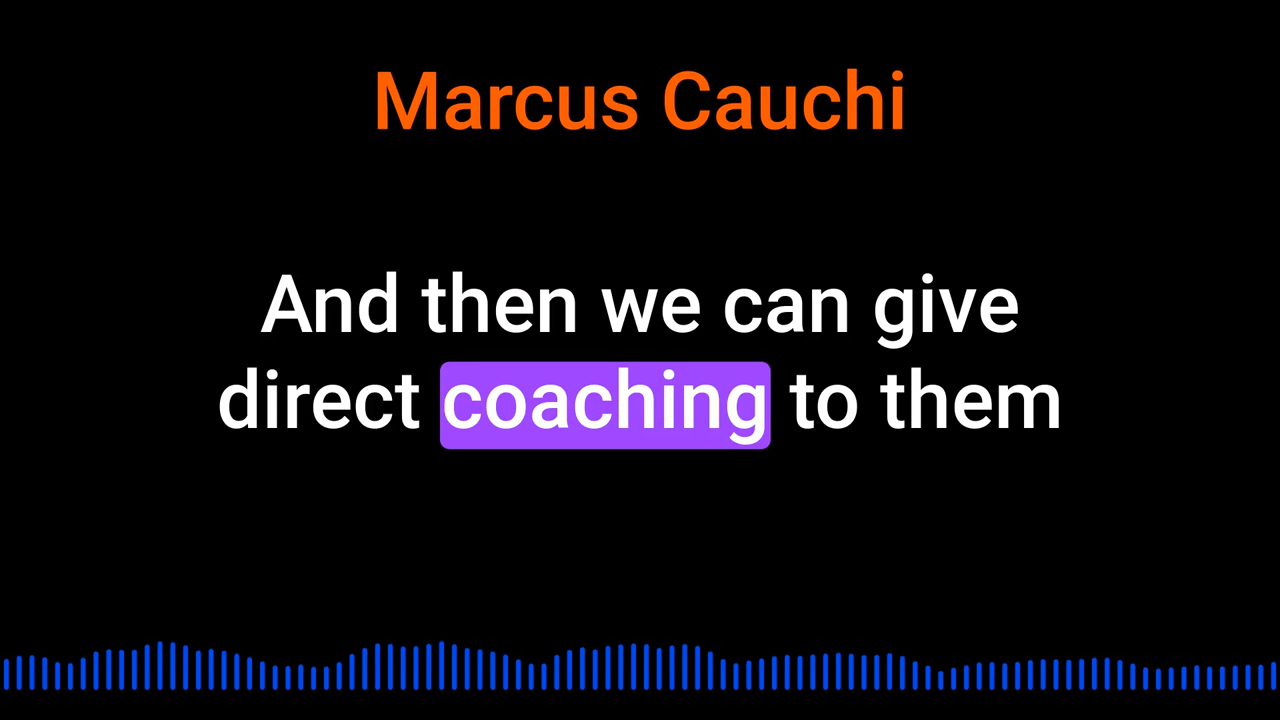 Marcus Cauchi
And then we can give
direct coaching to them